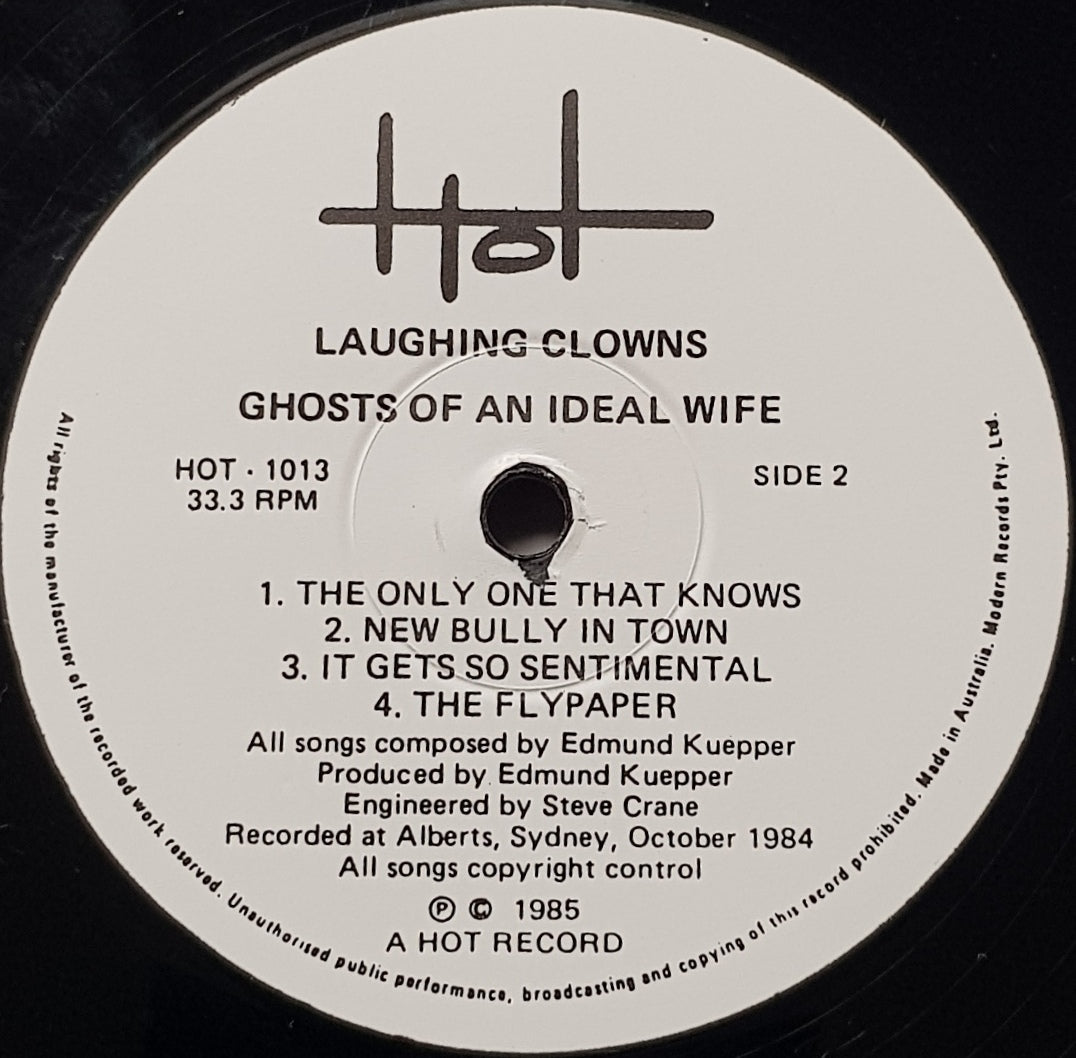 Hot
LAUGHING CLOWNS
GHOSTS OF AN IDEAL WIFE
HOT · 1013
33.3 RPM
SIDE 2
1. THE ONLY ONE THAT KNOWS
2. NEW BULLY IN TOWN
3. IT GETS SO SENTIMENTAL
4. THE FLYPAPER
All songs composed by Edmund Kuepper
Produced by Edmund Kuepper
Engineered by Steve Crane
Recorded at Alberts, Sydney, October 1984
All songs copyright control
℗ © 1985
A HOT RECORD
All rights of the manufacturer of the recorded work reserved. Unauthorised public performance, broadcasting and copying of this record prohibited. Made in Australia. Modern Records Pty. Ltd.